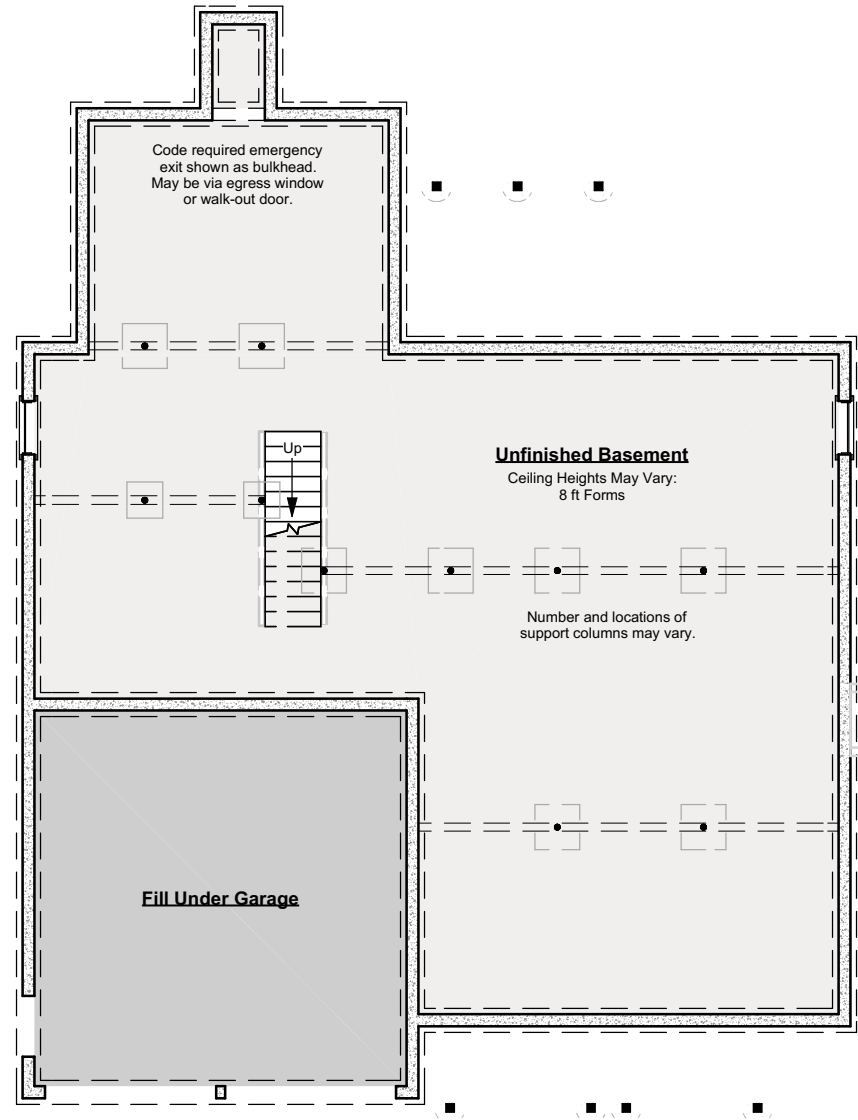 Code required emergency
exit shown as bulkhead.
May be via egress window
or walk-out door.
Up
Unfinished Basement
Ceiling Heights May Vary:
8 ft Forms
Number and locations of
support columns may vary.
Fill Under Garage